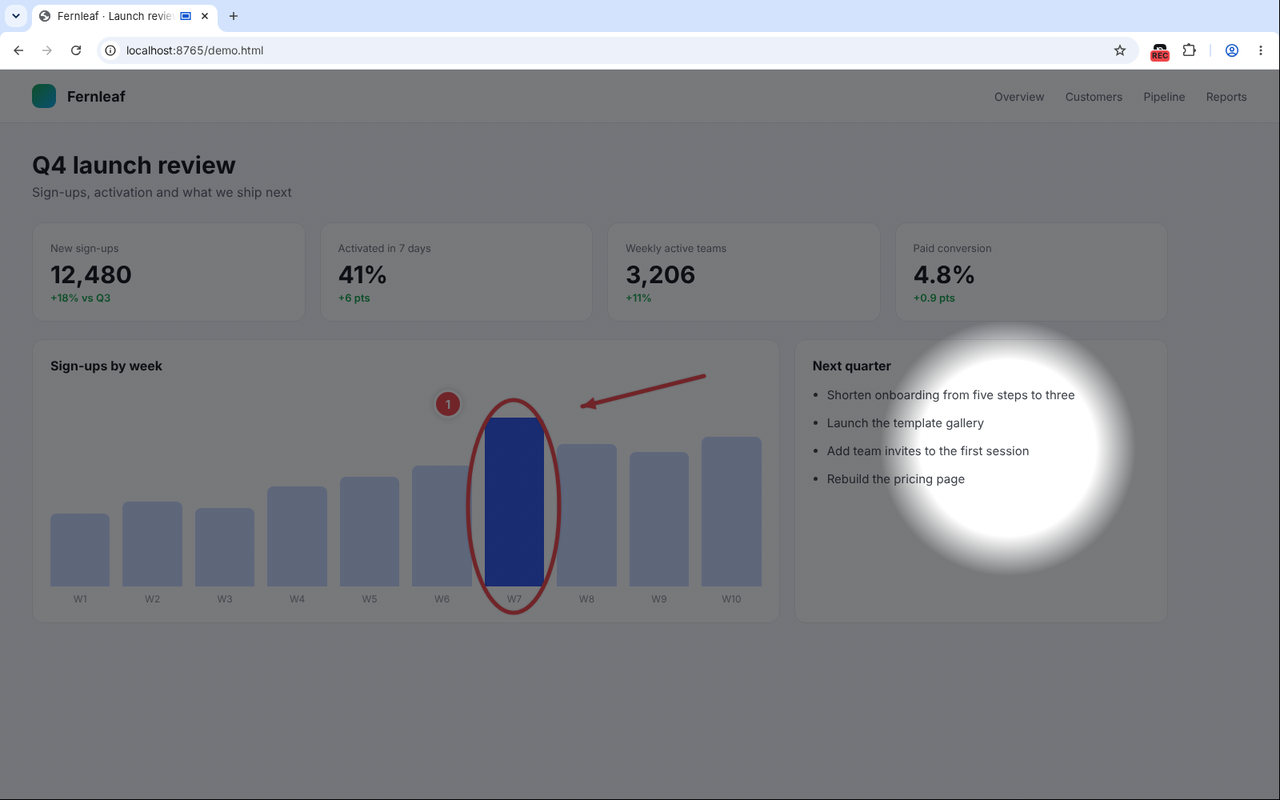 Fernleaf · Launch revie
localhost:8765/demo.html
REC
Fernleaf
Overview Customers Pipeline Reports
Q4 launch review
Sign-ups, activation and what we ship next
New sign-ups
12,480
+18% vs Q3
Activated in 7 days
41%
+6 pts
Weekly active teams
3,206
+11%
Paid conversion
4.8%
+0.9 pts
Sign-ups by week
1
W1 W2 W3 W4 W5 W6 W7 W8 W9 W10
Next quarter
• Shorten onboarding from five steps to three
• Launch the template gallery
• Add team invites to the first session
• Rebuild the pricing page